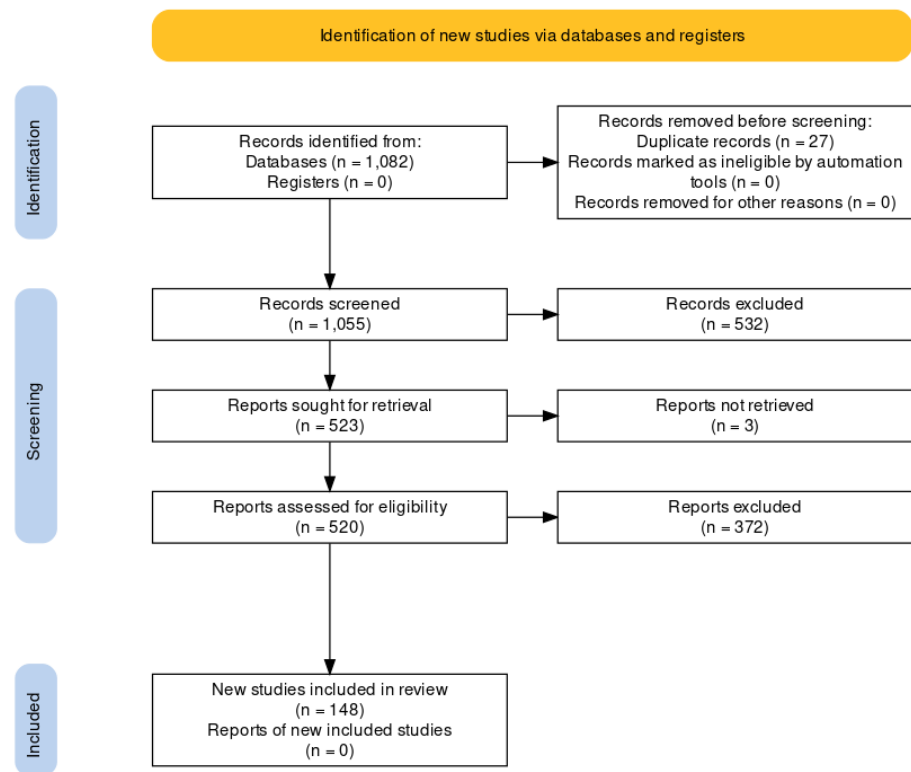 Identification of new studies via databases and registers
Identification
Records identified from:
Databases (n = 1,082)
Registers (n = 0)
Records removed before screening:
Duplicate records (n = 27)
Records marked as ineligible by automation
tools (n = 0)
Records removed for other reasons (n = 0)
Screening
Records screened
(n = 1,055)
Records excluded
(n = 532)
Reports sought for retrieval
(n = 523)
Reports not retrieved
(n = 3)
Reports assessed for eligibility
(n = 520)
Reports excluded
(n = 372)
Included
New studies included in review
(n = 148)
Reports of new included studies
(n = 0)